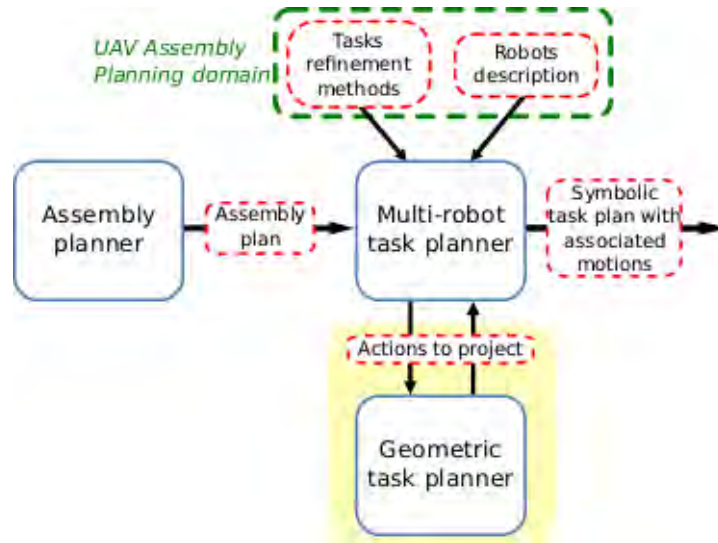 UAV Assembly
Planning domain
Tasks
refinement
methods
Robots
description
Assembly
planner
Assembly
plan
Multi-robot
task planner
Symbolic
task plan with
associated
motions
Actions to project
Geometric
task planner